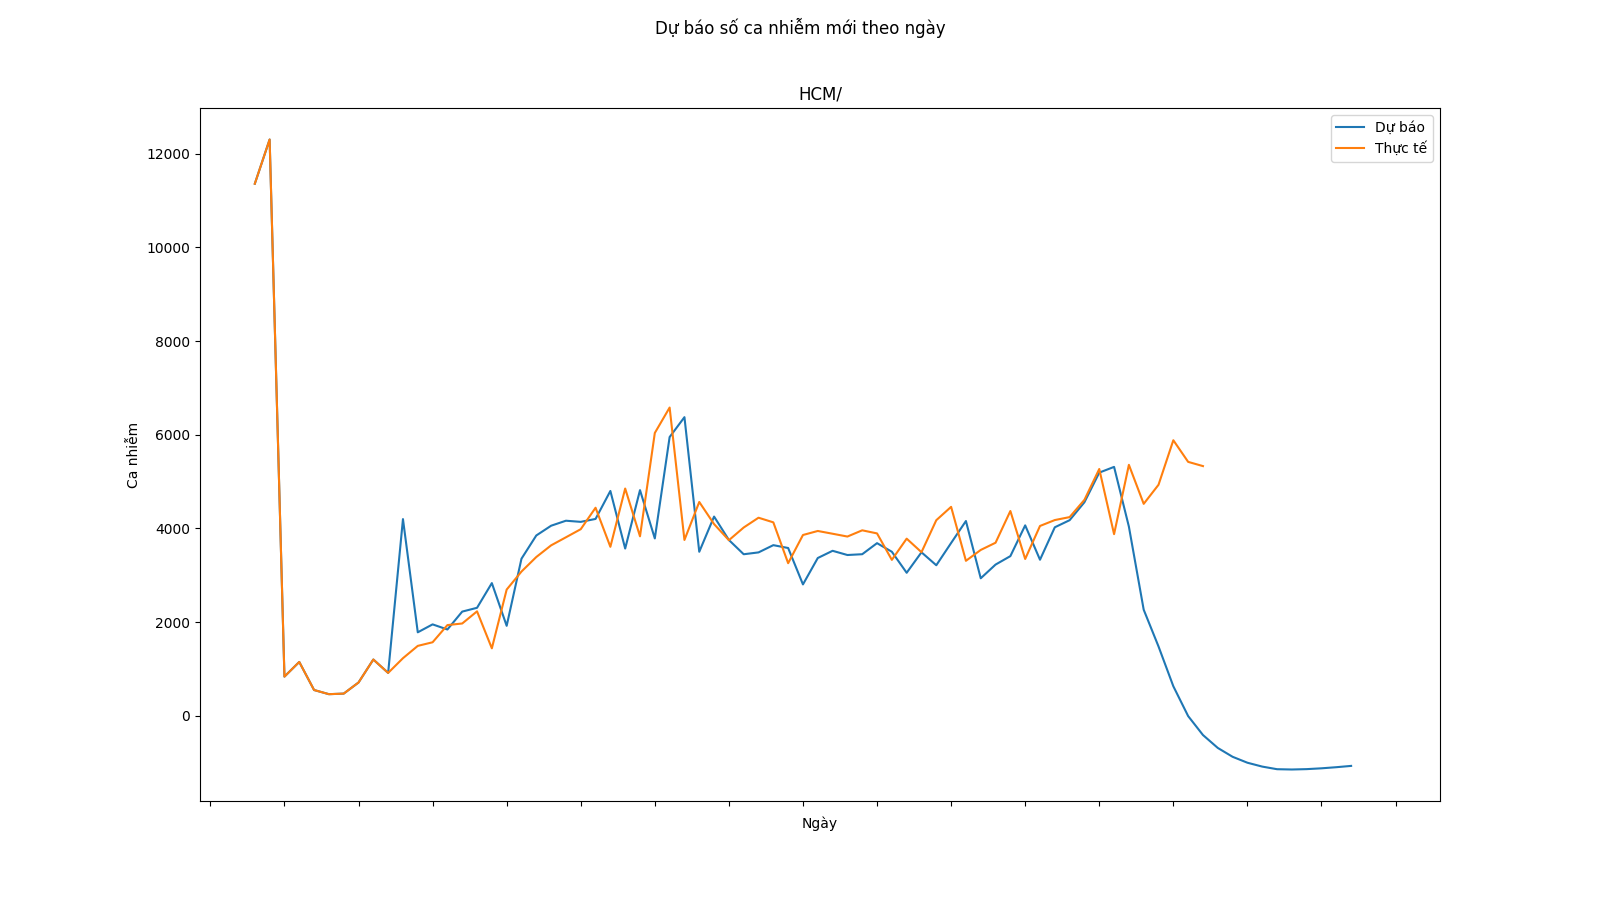 Dự báo số ca nhiễm mới theo ngày
HCM/
Dự báo
Thực tế
12000
10000
8000
6000
4000
2000
0
Ca nhiễm
Ngày